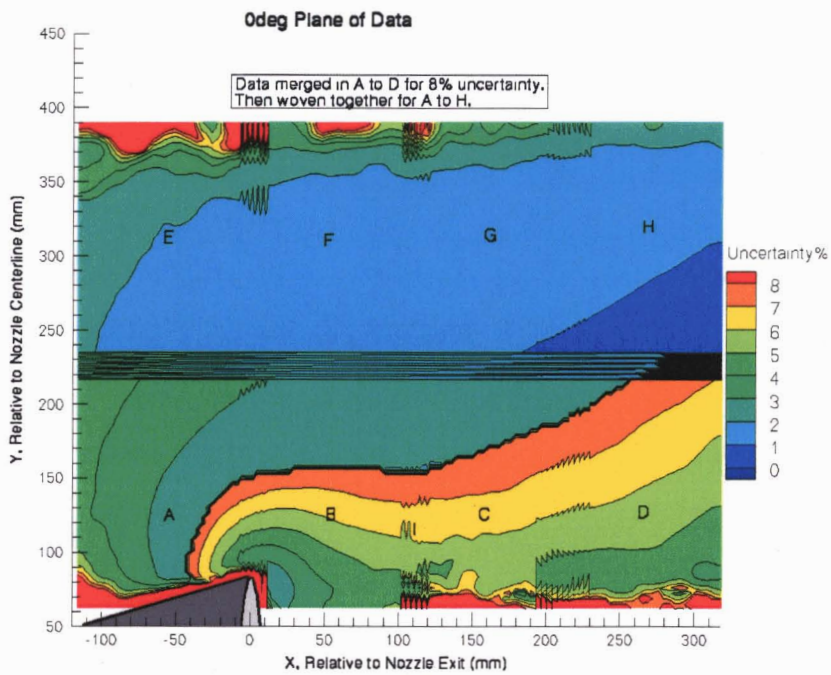 0deg Plane of Data
Data merged in A to D for 8% uncertainty.
Then woven together for A to H.
450
400
350
300
250
200
150
100
50
Y, Relative to Nozzle Centerline (mm)
E
F
G
H
A
B
I
C
D
Uncertainty%
8
7
6
5
4
3
2
1
0
-100
-50
0
50
100
150
200
250
300
X, Relative to Nozzle Exit (mm)